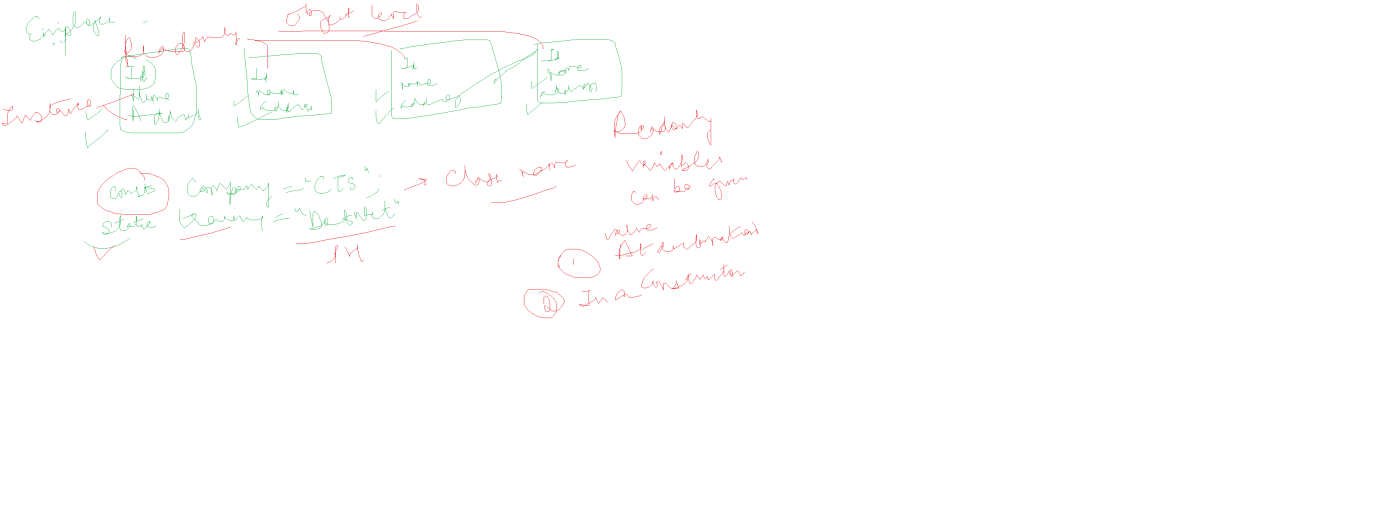 Object level
Employee
Readonly
Id
Name
Address
Id
name
address
Id
name
address
Id
name
address
Instance
const Company = "CTS";
static training = "DotNet"
Class name
Readonly
variables
can be given
value
1 At declaration
2 In a Constructor